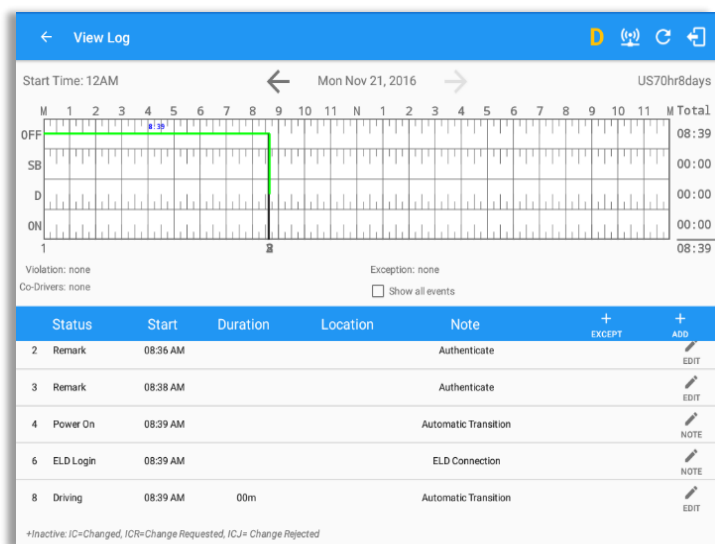 View Log D
Start Time: 12AM Mon Nov 21, 2016 US70hr8days
M 1 2 3 4 5 6 7 8 9 10 11 N 1 2 3 4 5 6 7 8 9 10 11 M Total
8:39
OFF 08:39
SB 00:00
D 00:00
ON 00:00
1 08:39
Violation: none Exception: none
Co-Drivers: none Show all events
Status Start Duration Location Note + EXCEPT + ADD
2 Remark 08:36 AM Authenticate EDIT
3 Remark 08:38 AM Authenticate EDIT
4 Power On 08:39 AM Automatic Transition NOTE
6 ELD Login 08:39 AM ELD Connection NOTE
8 Driving 08:39 AM 00m Automatic Transition EDIT
+Inactive: IC=Changed, ICR=Change Requested, ICJ= Change Rejected